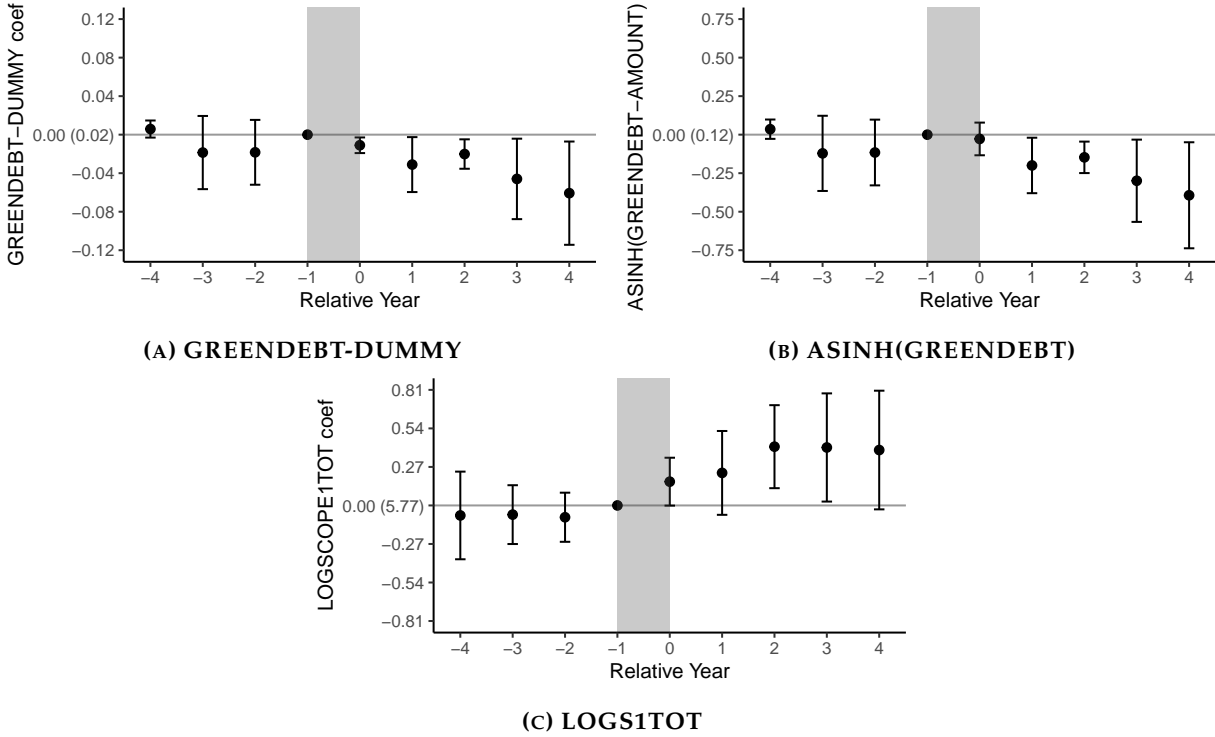 GREENDEBT−DUMMY coef
0.12
0.08
0.04
0.00 (0.02)
−0.04
−0.08
−0.12
−4 −3 −2 −1 0 1 2 3 4
Relative Year
(A) GREENDEBT-DUMMY
ASINH(GREENDEBT−AMOUNT)
0.75
0.50
0.25
0.00 (0.12)
−0.25
−0.50
−0.75
−4 −3 −2 −1 0 1 2 3 4
Relative Year
(B) ASINH(GREENDEBT)
LOGSCOPE1TOT coef
0.81
0.54
0.27
0.00 (5.77)
−0.27
−0.54
−0.81
−4 −3 −2 −1 0 1 2 3 4
Relative Year
(C) LOGS1TOT